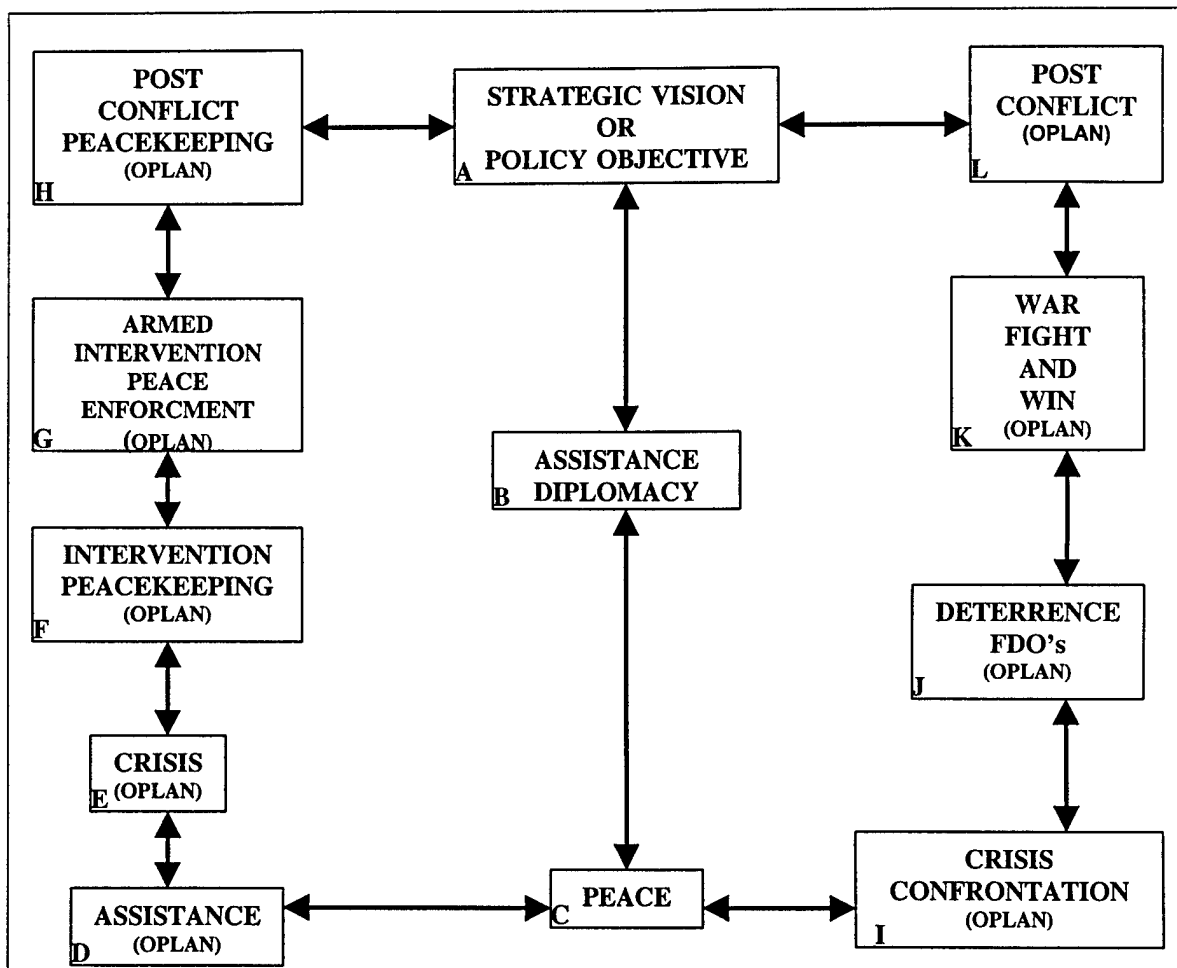 POST
CONFLICT
PEACEKEEPING
(OPLAN)
H
STRATEGIC VISION
OR
POLICY OBJECTIVE
A
POST
CONFLICT
(OPLAN)
L
ARMED
INTERVENTION
PEACE
ENFORCMENT
(OPLAN)
G
WAR
FIGHT
AND
WIN
(OPLAN)
K
ASSISTANCE
DIPLOMACY
B
INTERVENTION
PEACEKEEPING
(OPLAN)
F
DETERRENCE
FDO's
(OPLAN)
J
CRISIS
(OPLAN)
E
ASSISTANCE
(OPLAN)
D
PEACE
C
CRISIS
CONFRONTATION
(OPLAN)
I